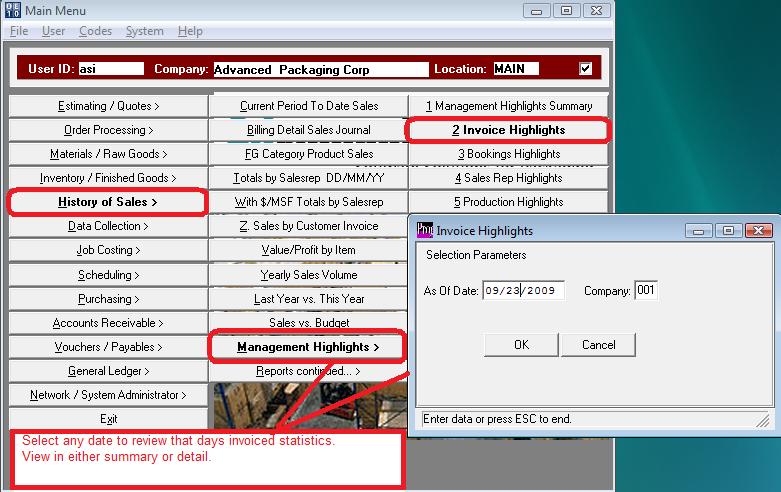 Main Menu
File User Codes System Help
User ID: asi Company: Advanced Packaging Corp Location: MAIN
Estimating / Quotes >
Order Processing >
Materials / Raw Goods >
Inventory / Finished Goods >
History of Sales >
Data Collection >
Job Costing >
Scheduling >
Purchasing >
Accounts Receivable >
Vouchers / Payables >
General Ledger >
Network / System Administrator >
Exit
Current Period To Date Sales
Billing Detail Sales Journal
FG Category Product Sales
Totals by Salesrep DD/MM/YY
With $/MSF Totals by Salesrep
Z. Sales by Customer Invoice
Value/Profit by Item
Yearly Sales Volume
Last Year vs. This Year
Sales vs. Budget
Management Highlights >
Reports continued... >
1 Management Highlights Summary
2 Invoice Highlights
3 Bookings Highlights
4 Sales Rep Highlights
5 Production Highlights
Invoice Highlights
Selection Parameters
As Of Date: 09/23/2009 Company: 001
OK Cancel
Enter data or press ESC to end.
Select any date to review that days invoiced statistics.
View in either summary or detail.